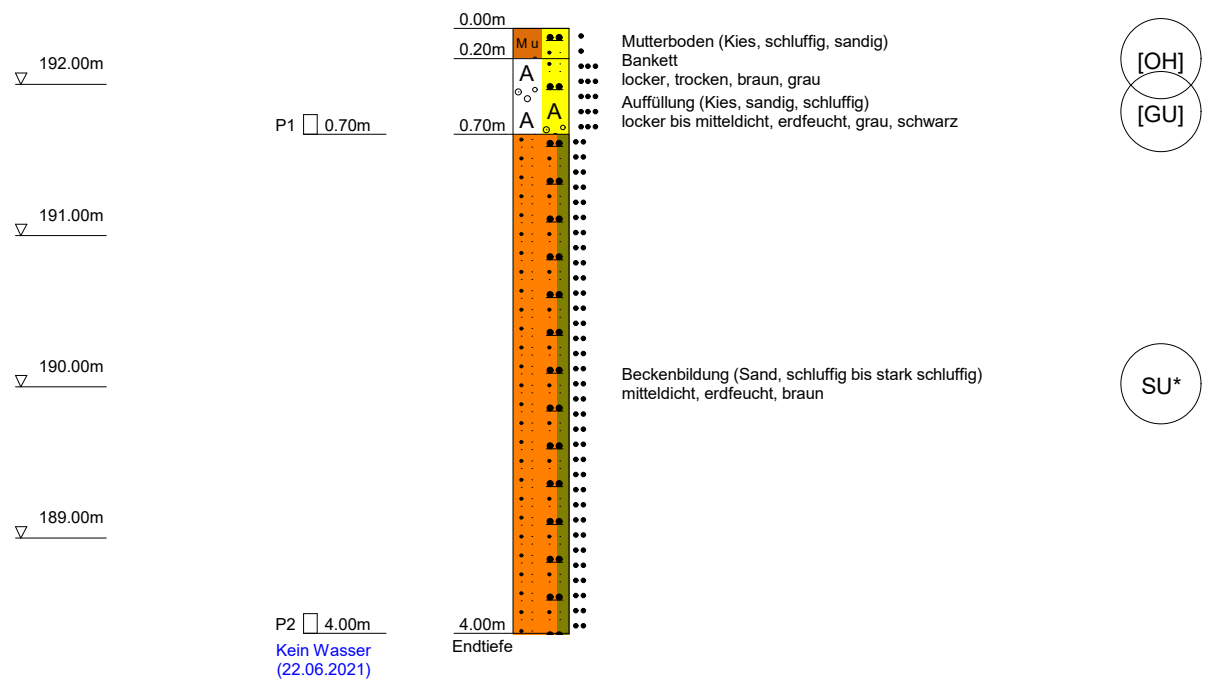 0.00m
M u
0.20m
Mutterboden (Kies, schluffig, sandig)
Bankett
locker, trocken, braun, grau
[OH]
192.00m
A
Auffüllung (Kies, sandig, schluffig)
locker bis mitteldicht, erdfeucht, grau, schwarz
[GU]
A
A
P1 0.70m
0.70m
191.00m
190.00m
Beckenbildung (Sand, schluffig bis stark schluffig)
mitteldicht, erdfeucht, braun
SU*
189.00m
P2 4.00m
4.00m
Kein Wasser
(22.06.2021)
Endtiefe